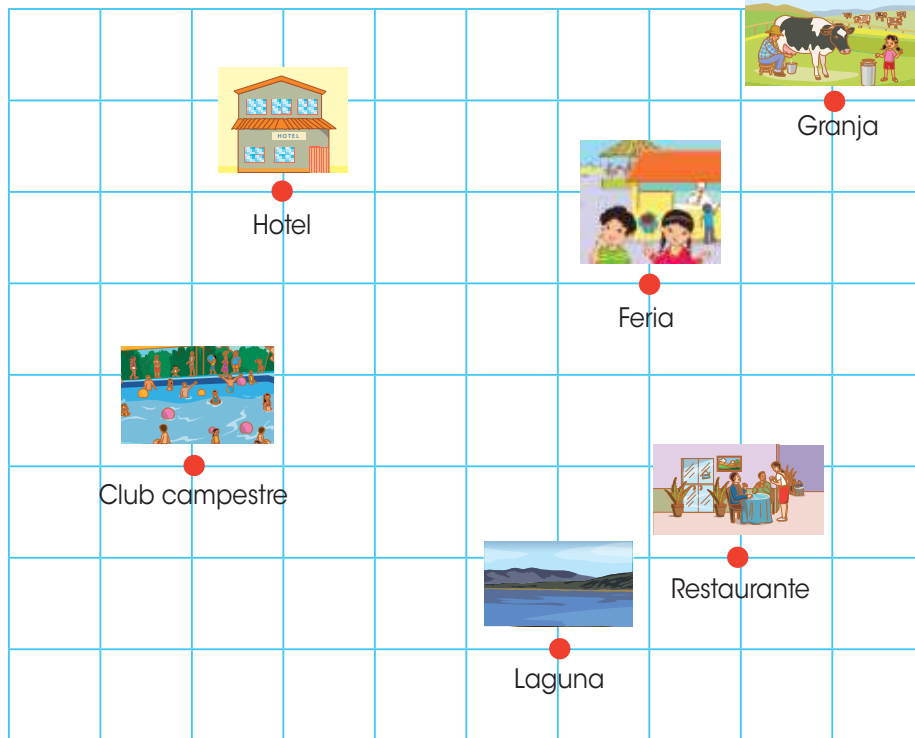 Granja
HOTEL
Hotel
Feria
Club campestre
Restaurante
Laguna